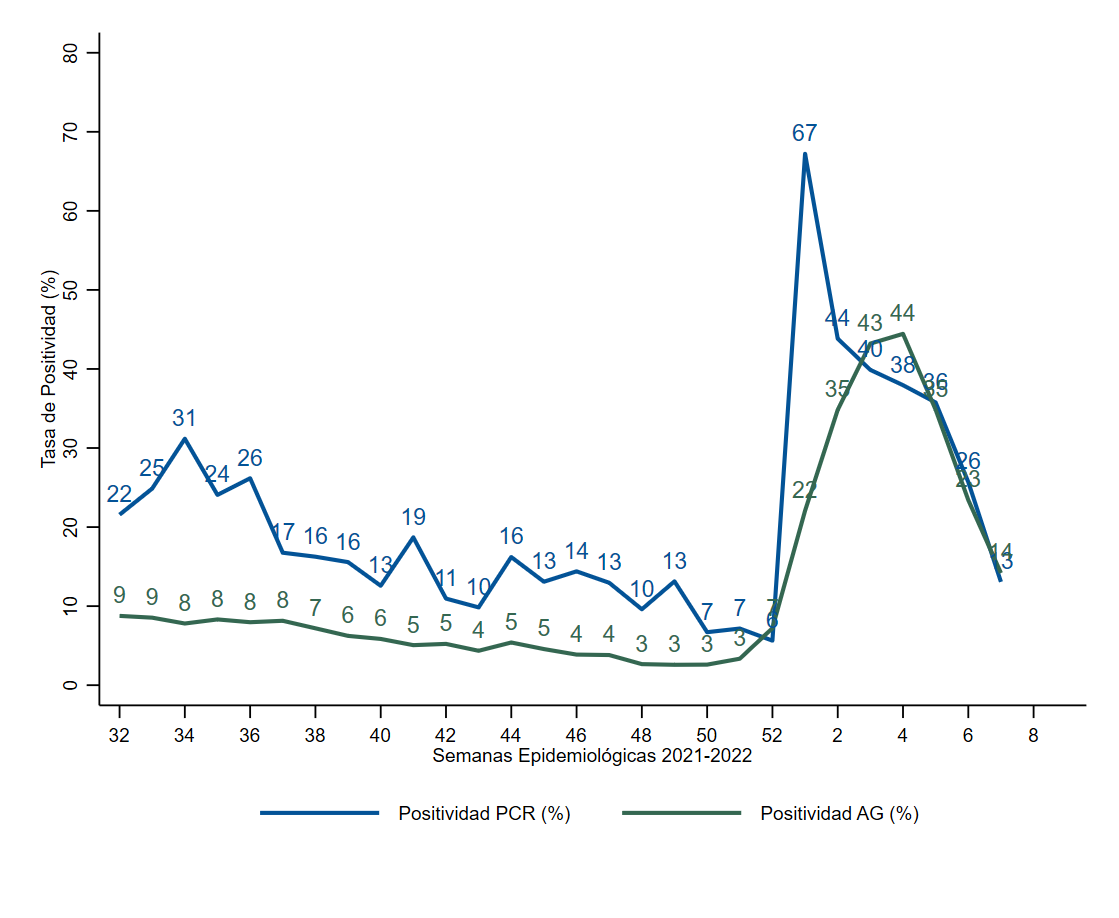 80
70
60
50
40
30
20
10
0
Tasa de Positividad (%)
67
44 43 44
40 38 36
35 35
31
22 25 24 26 26
22 23
17 16 16 13 19 11 10 16 13 14 13 10 13 7 7 6 14 13
9 9 8 8 8 8 7 6 6 5 5 4 5 5 4 4 3 3 3 3 7
32 34 36 38 40 42 44 46 48 50 52 2 4 6 8
Semanas Epidemiológicas 2021-2022
Positividad PCR (%) Positividad AG (%)